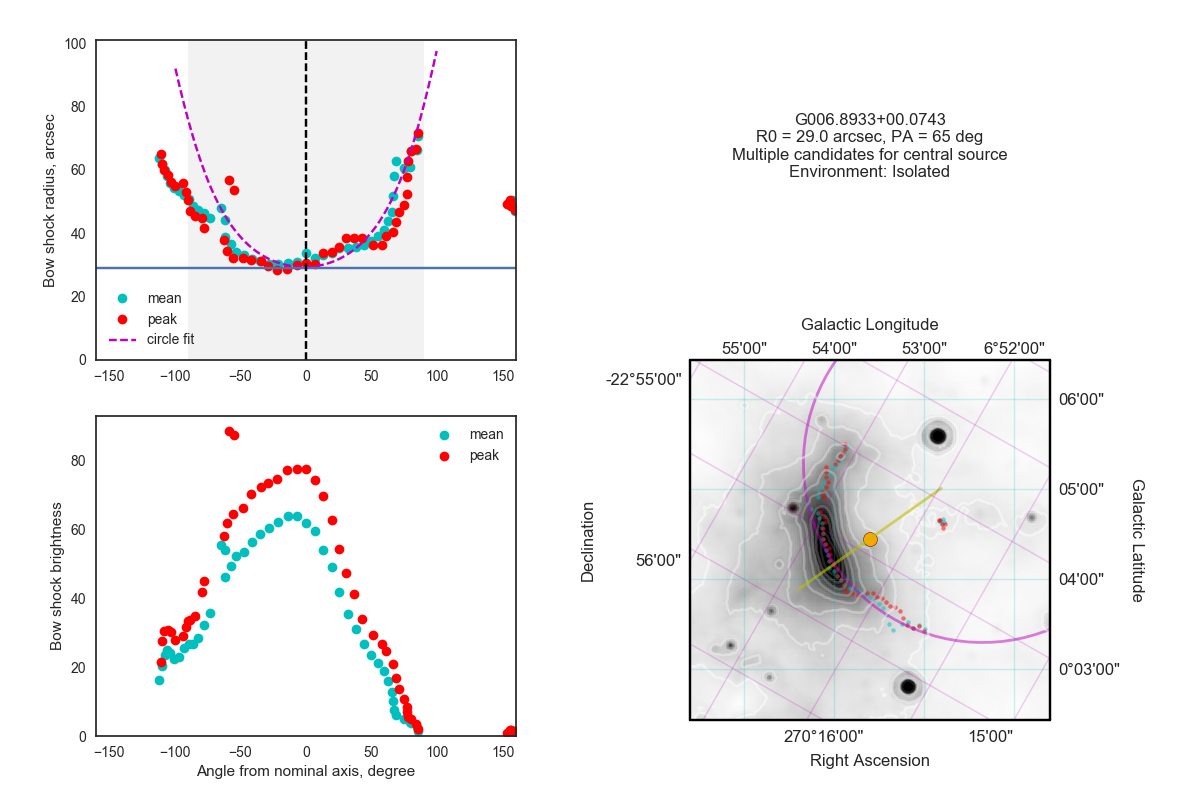 100
80
60
40
20
0
Bow shock radius, arcsec
mean
peak
circle fit
−150 −100 −50 0 50 100 150
80
60
40
20
0
Bow shock brightness
mean
peak
−150 −100 −50 0 50 100 150
Angle from nominal axis, degree
G006.8933+00.0743
R0 = 29.0 arcsec, PA = 65 deg
Multiple candidates for central source
Environment: Isolated
Galactic Longitude
55'00" 54'00" 53'00" 6°52'00"
-22°55'00"
56'00"
Declination
06'00"
05'00"
04'00"
0°03'00"
Galactic Latitude
270°16'00" 15'00"
Right Ascension